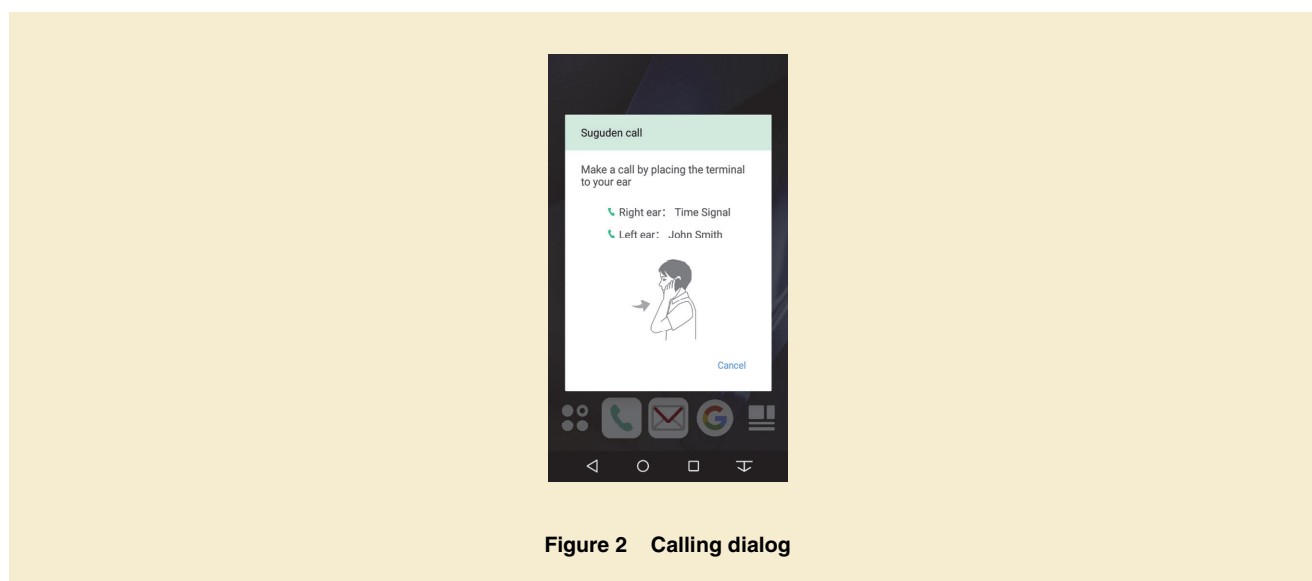 Suguden call
Make a call by placing the terminal
to your ear
Right ear： Time Signal
Left ear： John Smith
Cancel
G
Figure 2 Calling dialog